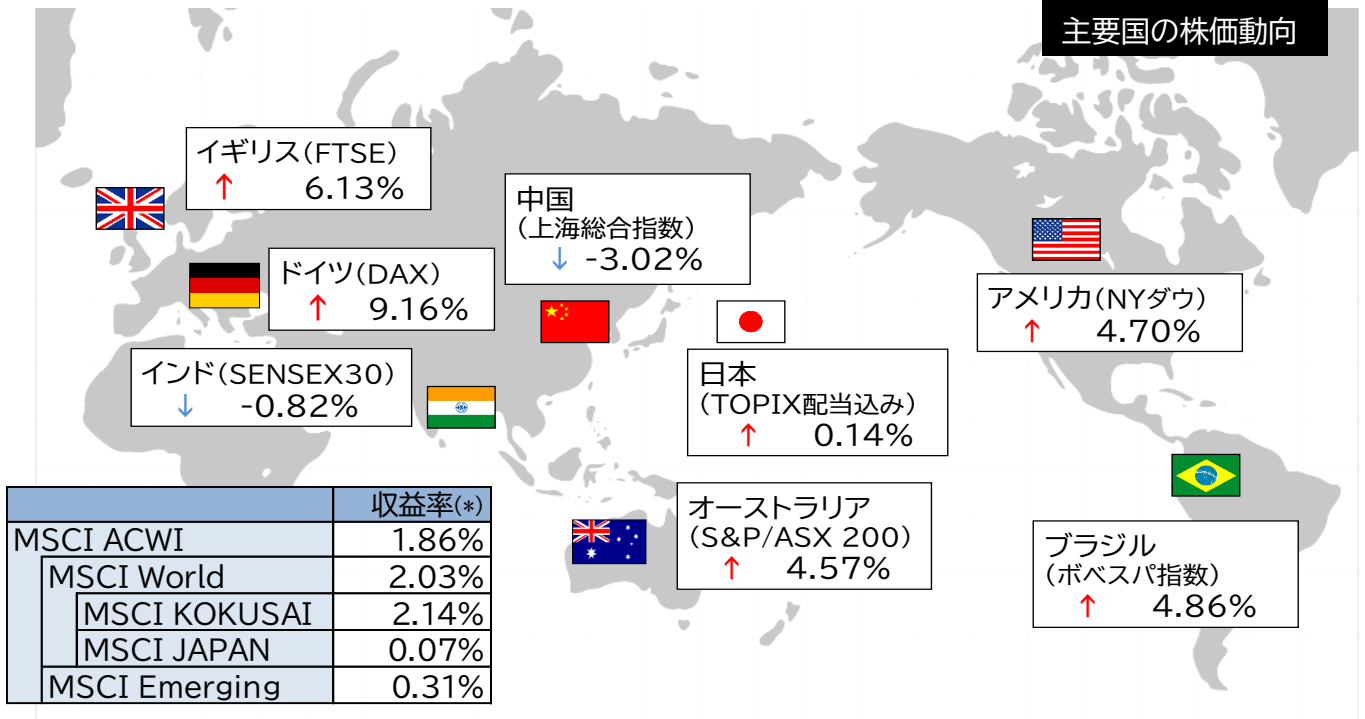 主要国の株価動向
イギリス(FTSE)
↑ 6.13%
中国
(上海総合指数)
↓ -3.02%
ドイツ(DAX)
↑ 9.16%
アメリカ(NYダウ)
↑ 4.70%
インド(SENSEX30)
↓ -0.82%
日本
(TOPIX配当込み)
↑ 0.14%
オーストラリア
(S&P/ASX 200)
↑ 4.57%
ブラジル
(ボベスパ指数)
↑ 4.86%
収益率(*)
MSCI ACWI 1.86%
MSCI World 2.03%
MSCI KOKUSAI 2.14%
MSCI JAPAN 0.07%
MSCI Emerging 0.31%